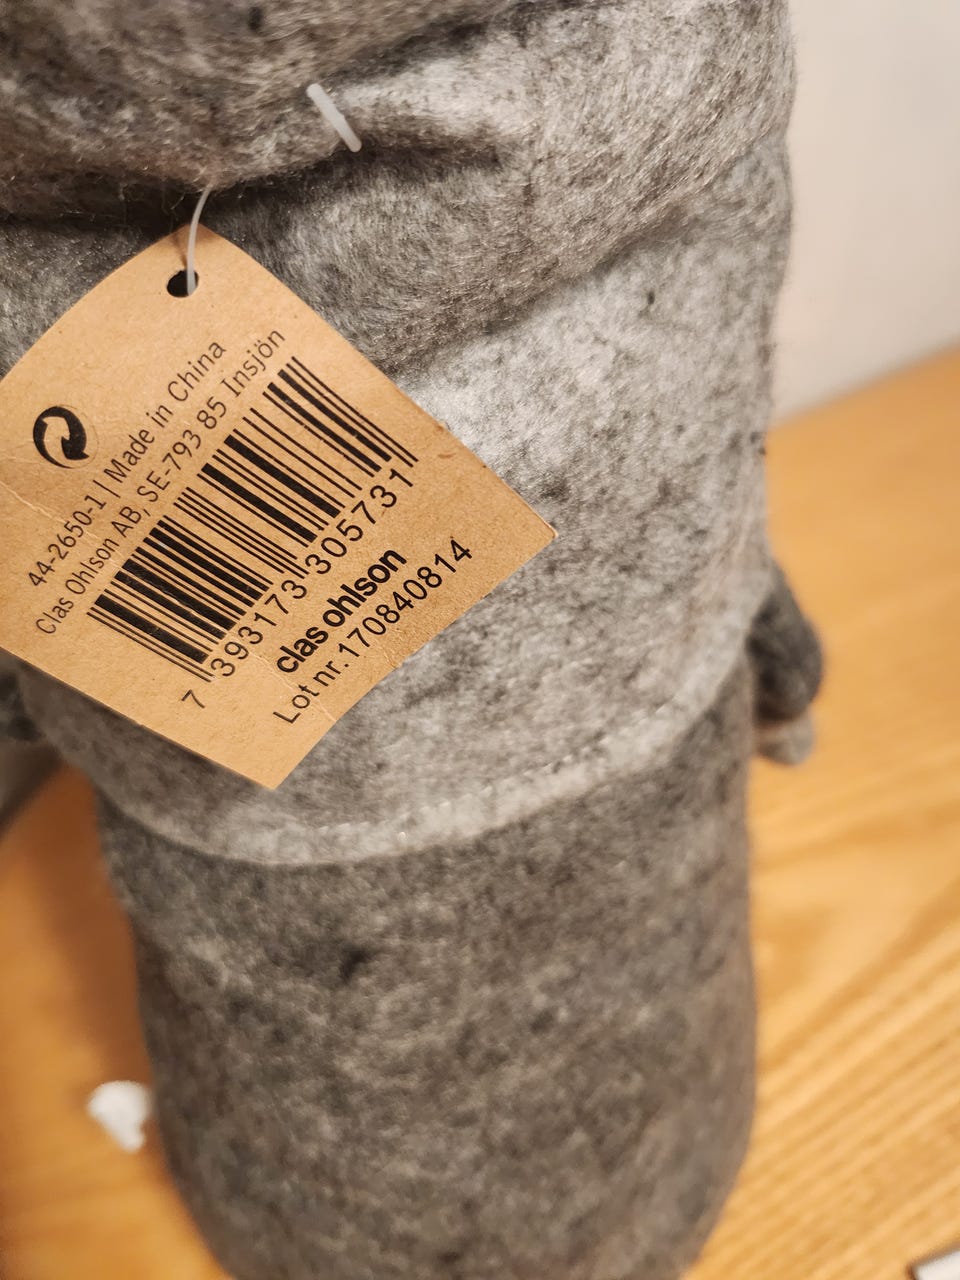 44-2650-1 | Made in China
Clas Ohlson AB, SE-793 85 Insjön
7 393173 305731
clas ohlson
Lot nr.170840814